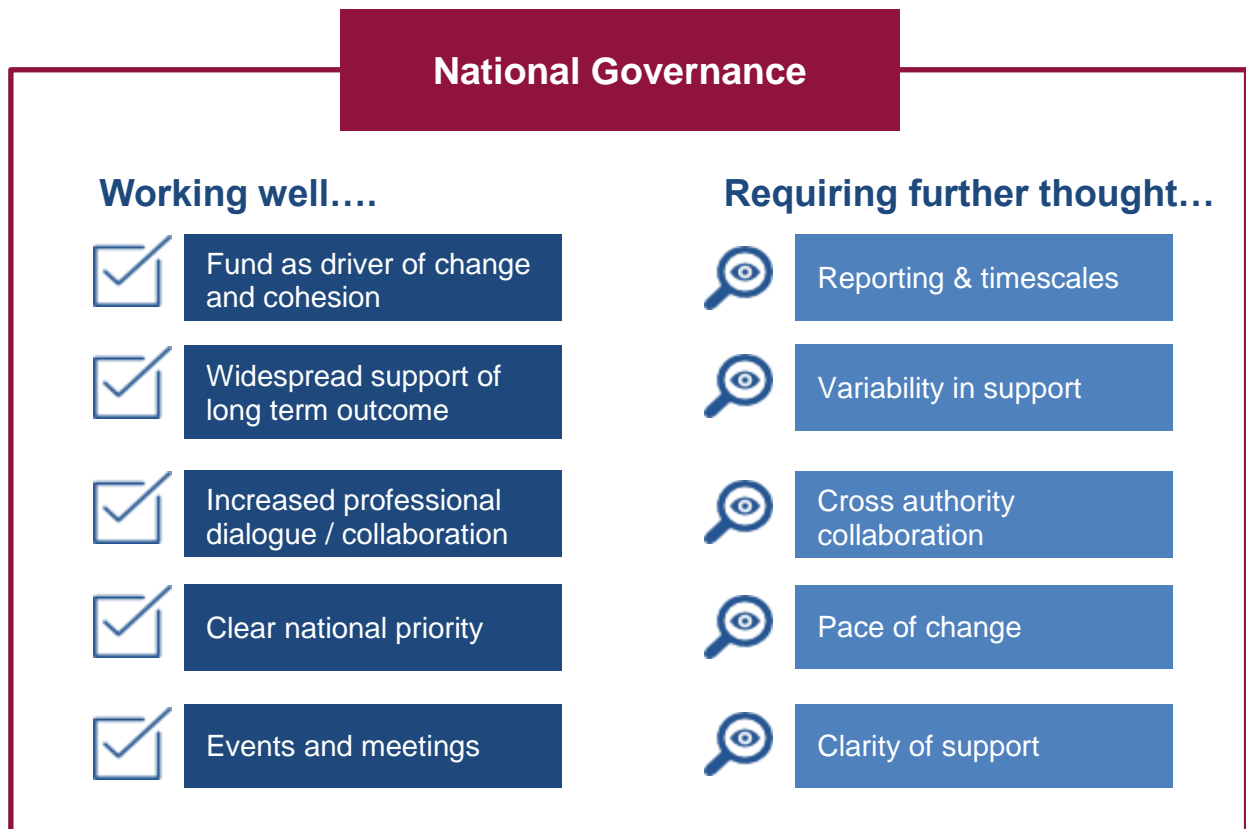 National Governance
Working well….
Fund as driver of change
and cohesion
Widespread support of
long term outcome
Increased professional
dialogue / collaboration
Clear national priority
Events and meetings
Requiring further thought…
Reporting & timescales
Variability in support
Cross authority
collaboration
Pace of change
Clarity of support